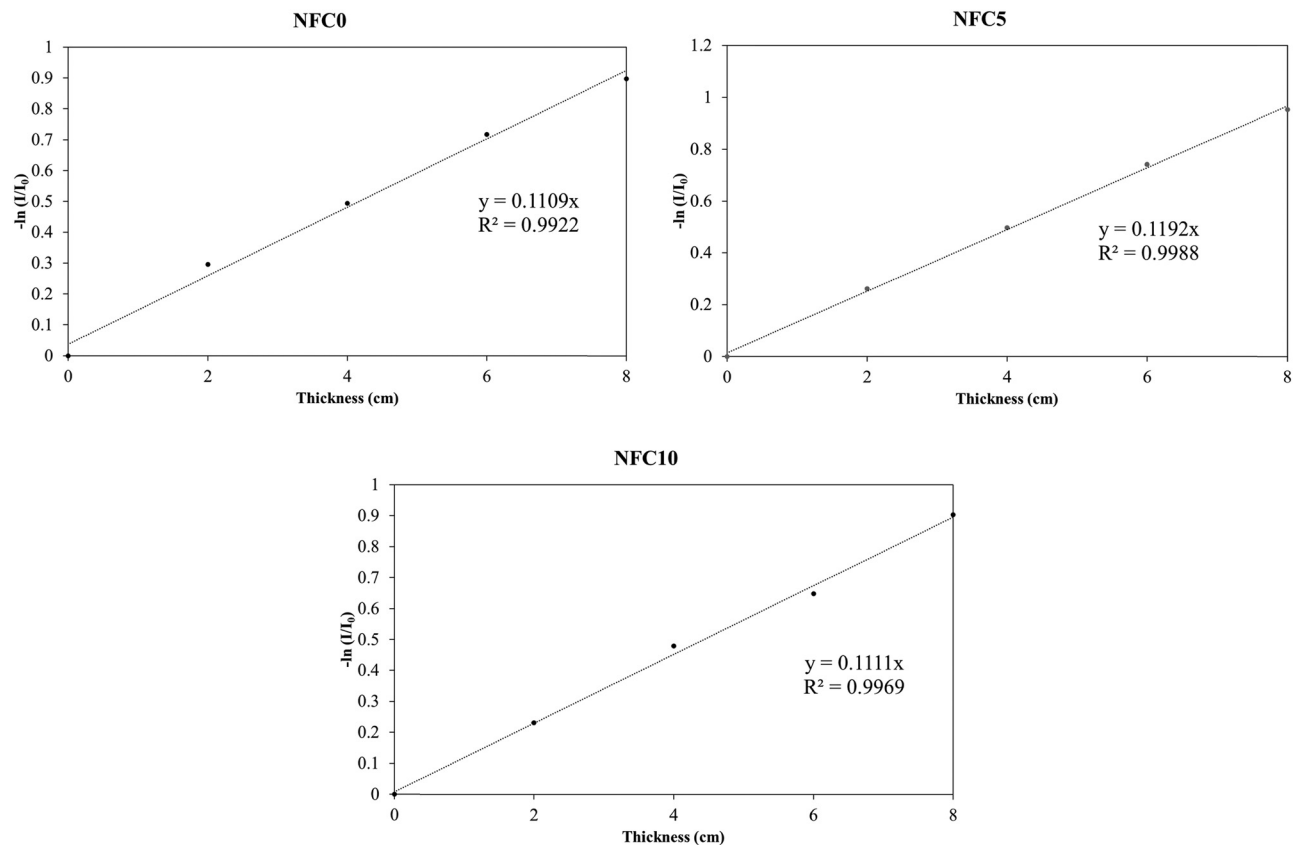 NFC0
1
0.9
0.8
0.7
0.6
0.5
0.4
0.3
0.2
0.1
0
-ln (I/I₀)
y = 0.1109x
R² = 0.9922
0 2 4 6 8
Thickness (cm)
NFC5
1.2
1
0.8
0.6
0.4
0.2
0
-ln (I/I₀)
y = 0.1192x
R² = 0.9988
0 2 4 6 8
Thickness (cm)
NFC10
1
0.9
0.8
0.7
0.6
0.5
0.4
0.3
0.2
0.1
0
-ln (I/I₀)
y = 0.1111x
R² = 0.9969
0 2 4 6 8
Thickness (cm)